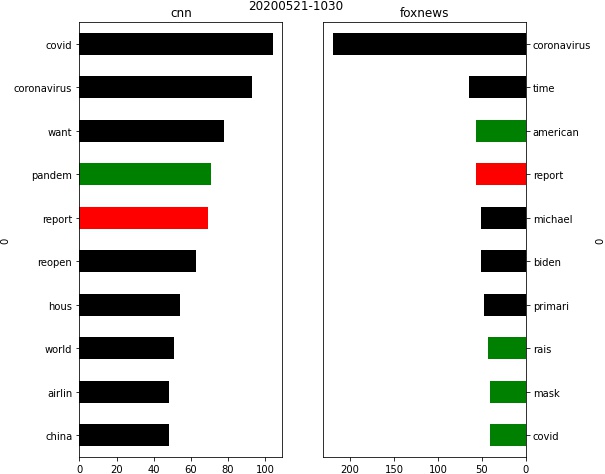 20200521-1030
cnn
foxnews
covid
coronavirus
want
pandem
report
reopen
hous
world
airlin
china
0
0 20 40 60 80 100
coronavirus
time
american
report
michael
biden
primari
rais
mask
covid
0
200 150 100 50 0